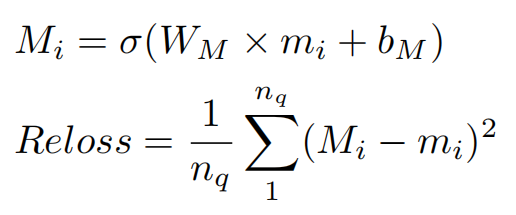 M_i = σ(W_M × m_i + b_M)
Reloss = \frac{1}{n_q} \sum_{1}^{n_q} (M_i − m_i)^2